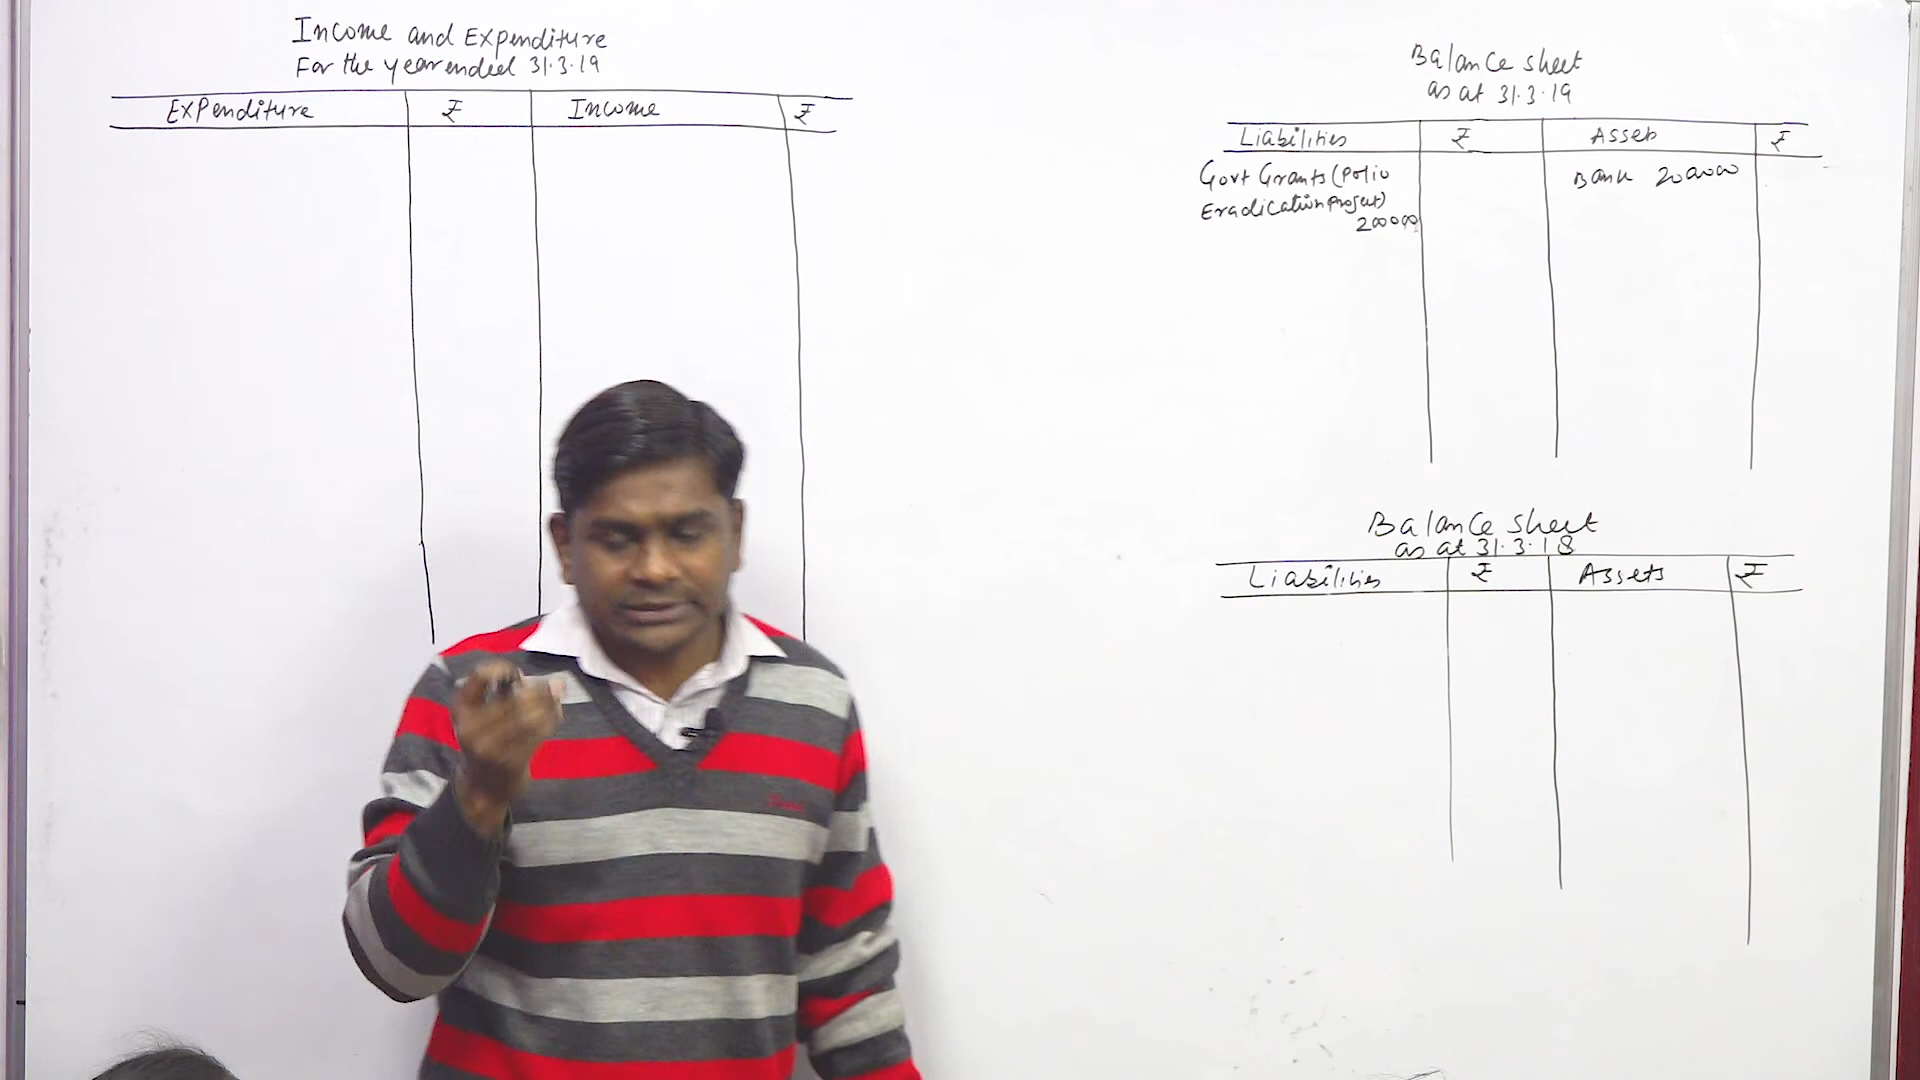 Income and Expenditure
For the year ended 31.3.19
Expenditure ₹ Income ₹
Balance sheet
as at 31.3.19
Liabilities ₹ Assets ₹
Govt Grants (Polio Bank 200000
Eradication Project)
200000
Balance sheet
as at 31.3.18
Liabilities ₹ Assets ₹